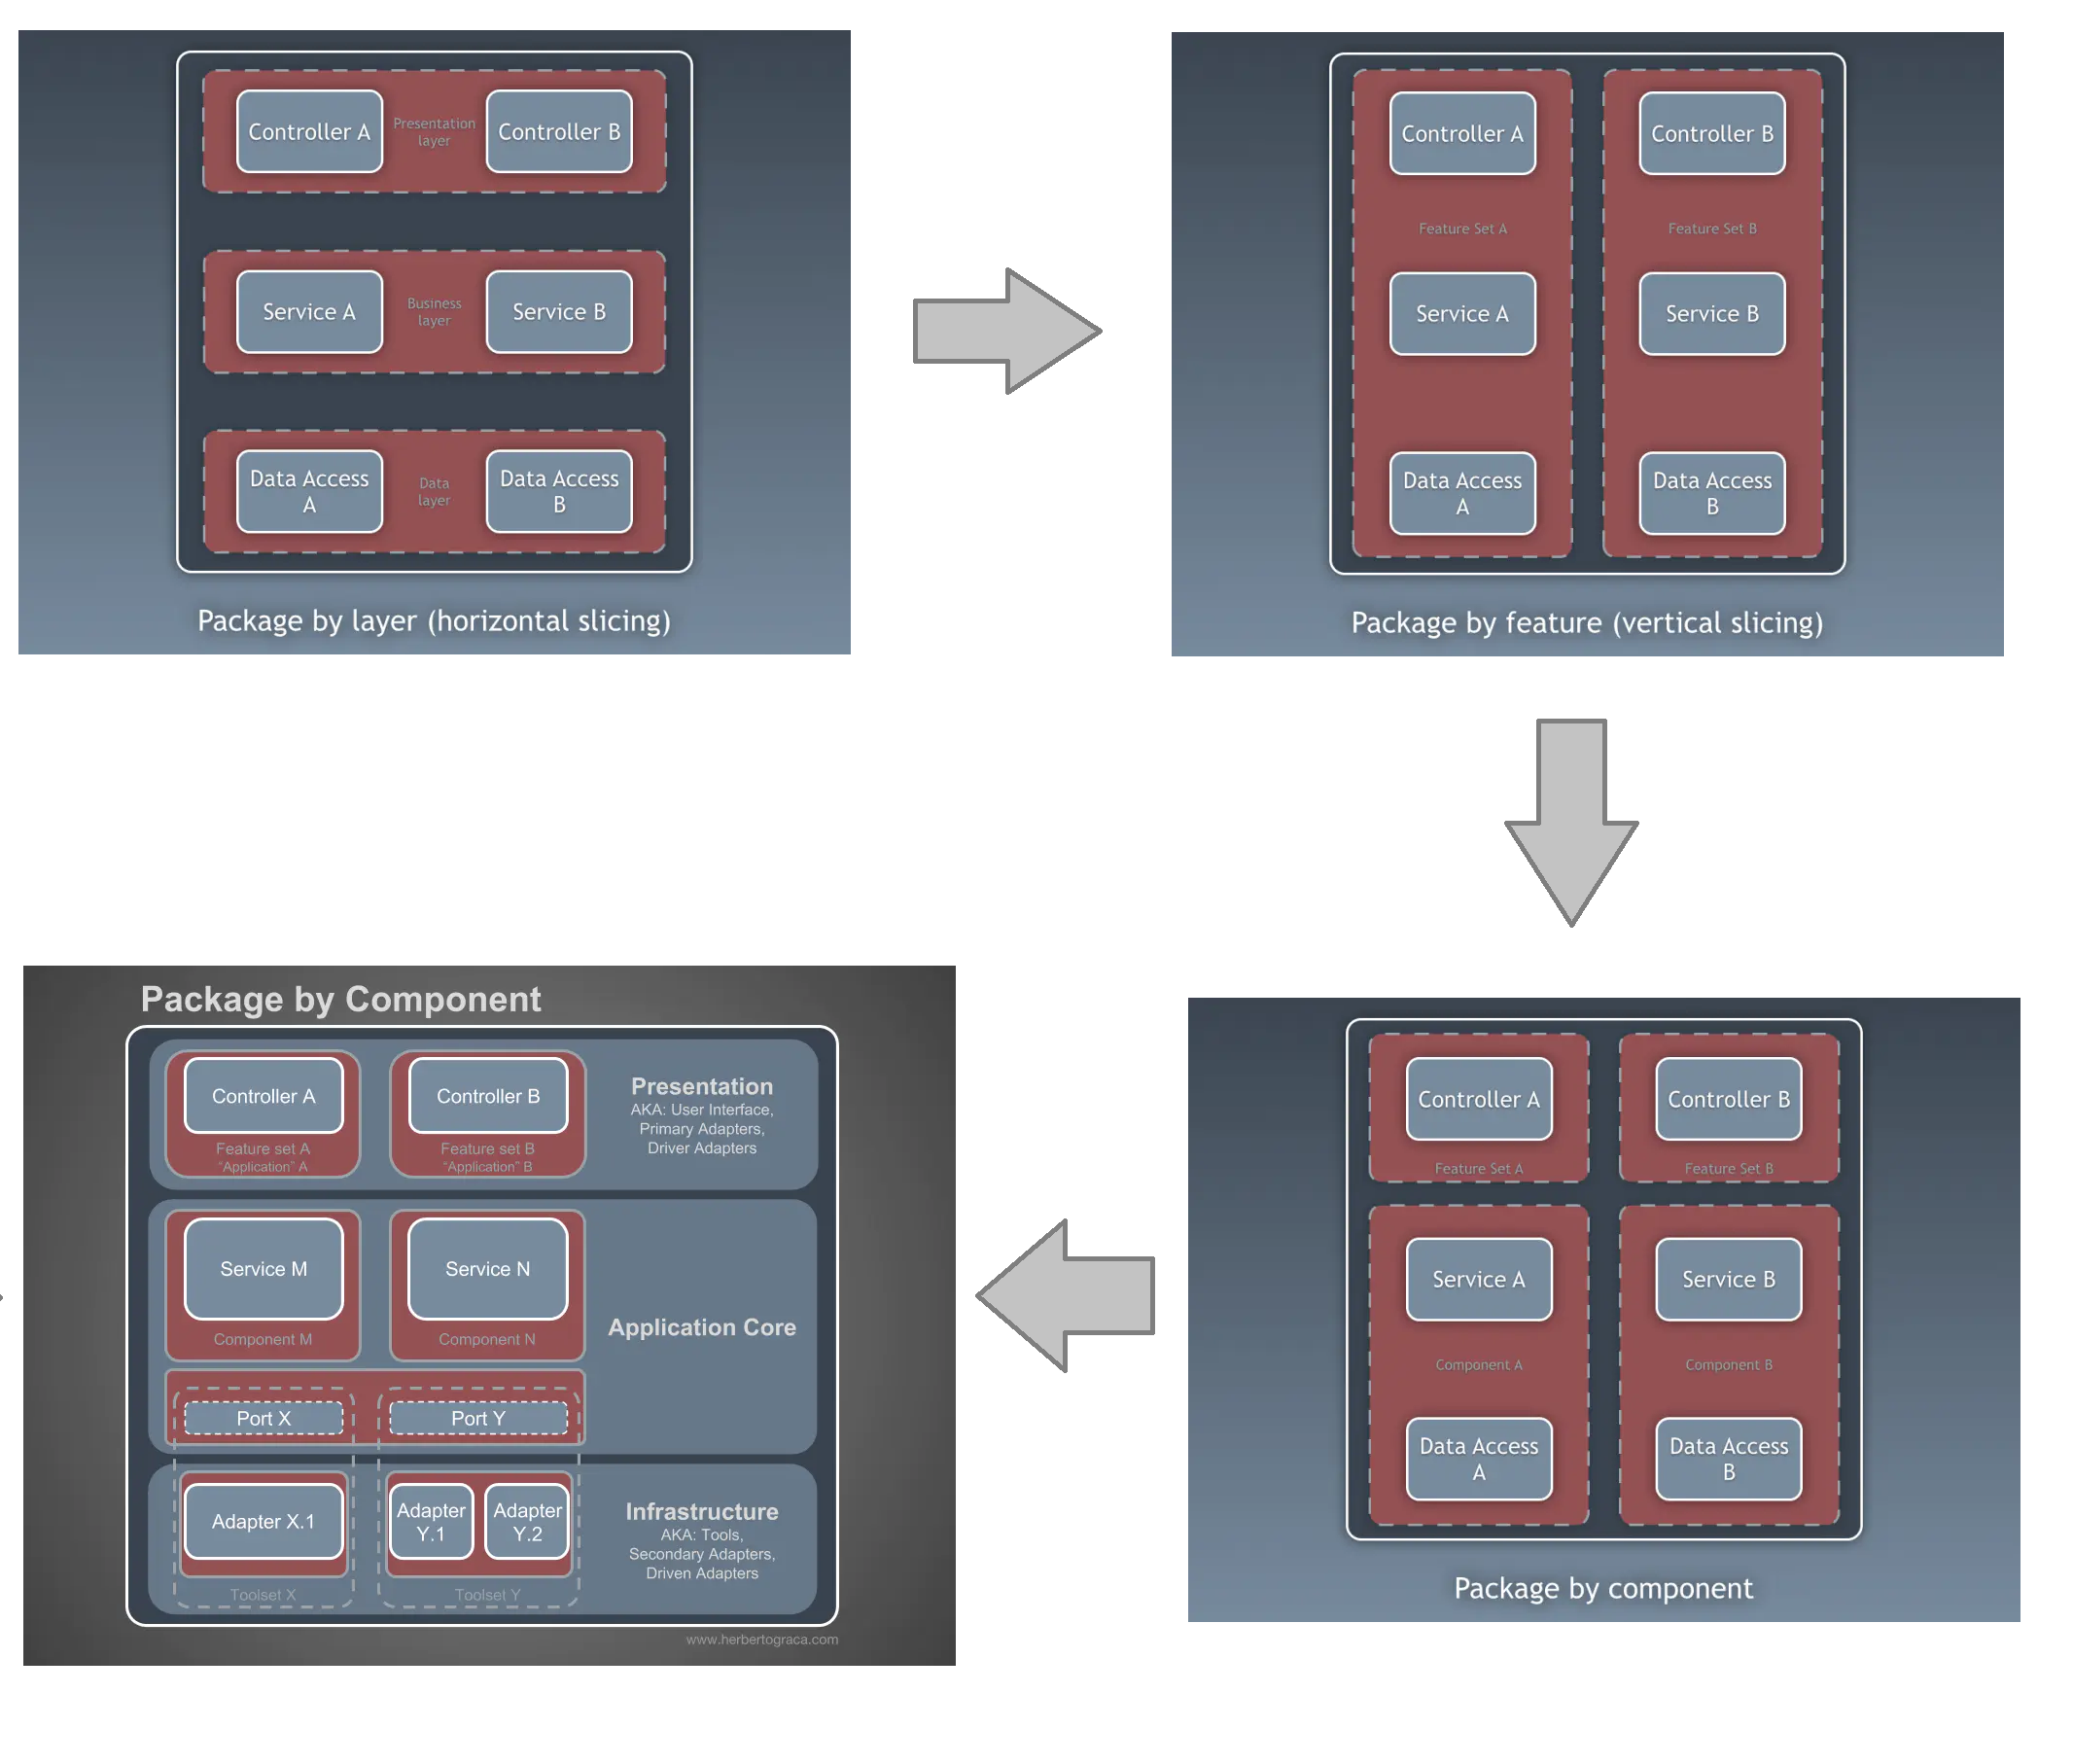 Controller A
Presentation
layer
Controller B
Service A
Business
layer
Service B
Data Access
A
Data
layer
Data Access
B
Package by layer (horizontal slicing)
Controller A
Controller B
Feature Set A
Feature Set B
Service A
Service B
Data Access
A
Data Access
B
Package by feature (vertical slicing)
Package by Component
Controller A
Feature set A
“Application” A
Controller B
Feature set B
“Application” B
Presentation
AKA: User Interface,
Primary Adapters,
Driver Adapters
Service M
Component M
Service N
Component N
Application Core
Port X
Port Y
Adapter X.1
Adapter
Y.1
Adapter
Y.2
Toolset X
Toolset Y
Infrastructure
AKA: Tools,
Secondary Adapters,
Driven Adapters
www.herbertograca.com
Controller A
Controller B
Feature Set A
Feature Set B
Service A
Service B
Component A
Component B
Data Access
A
Data Access
B
Package by component